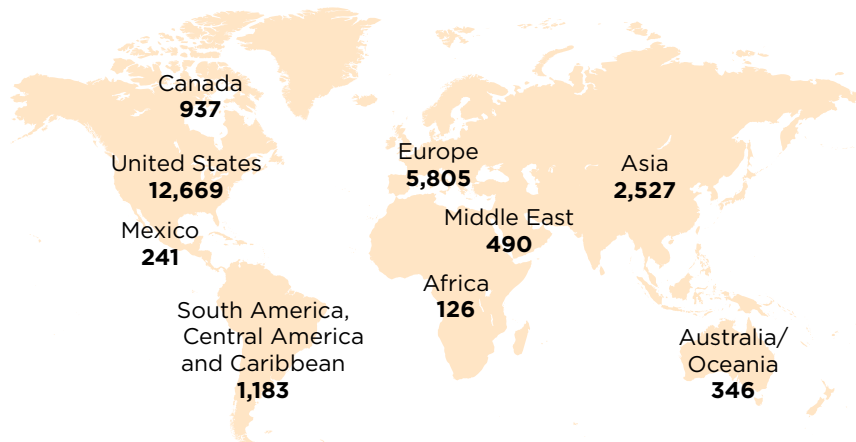 Canada
937
United States
12,669
Mexico
241
South America,
Central America
and Caribbean
1,183
Europe
5,805
Middle East
490
Africa
126
Asia
2,527
Australia/
Oceania
346